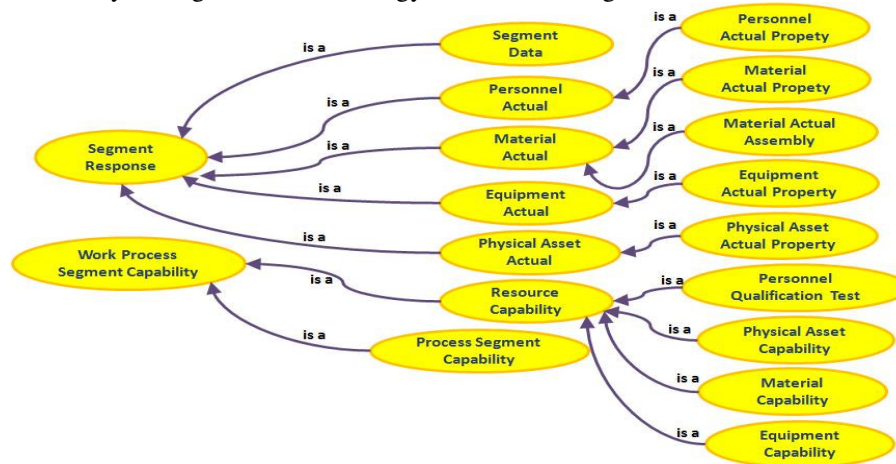 Segment
Data
Personnel
Actual Propety
is a
is a
Personnel
Actual
is a
Material
Actual Propety
is a
Segment
Response
is a
Material
Actual
is a
Material Actual
Assembly
is a
Equipment
Actual
is a
Equipment
Actual Property
is a
Physical Asset
Actual
is a
Physical Asset
Actual Property
Work Process
Segment Capability
is a
Resource
Capability
is a
Personnel
Qualification Test
is a
Process Segment
Capability
is a
Physical Asset
Capability
is a
Material
Capability
is a
Equipment
Capability